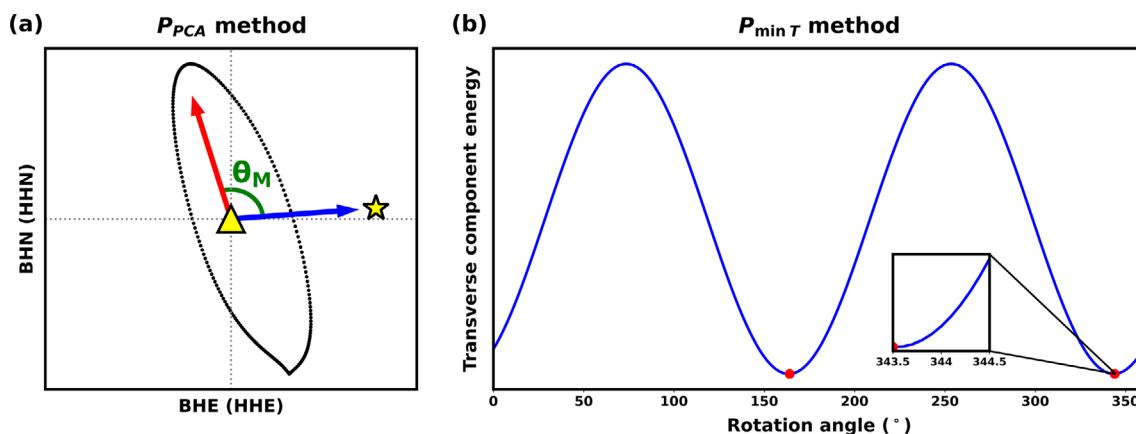 (a)
P_PCA method
BHN (HHN)
θ_M
BHE (HHE)
(b)
P_min T method
Transverse component energy
343.5 344 344.5
0 50 100 150 200 250 300 350
Rotation angle (°)